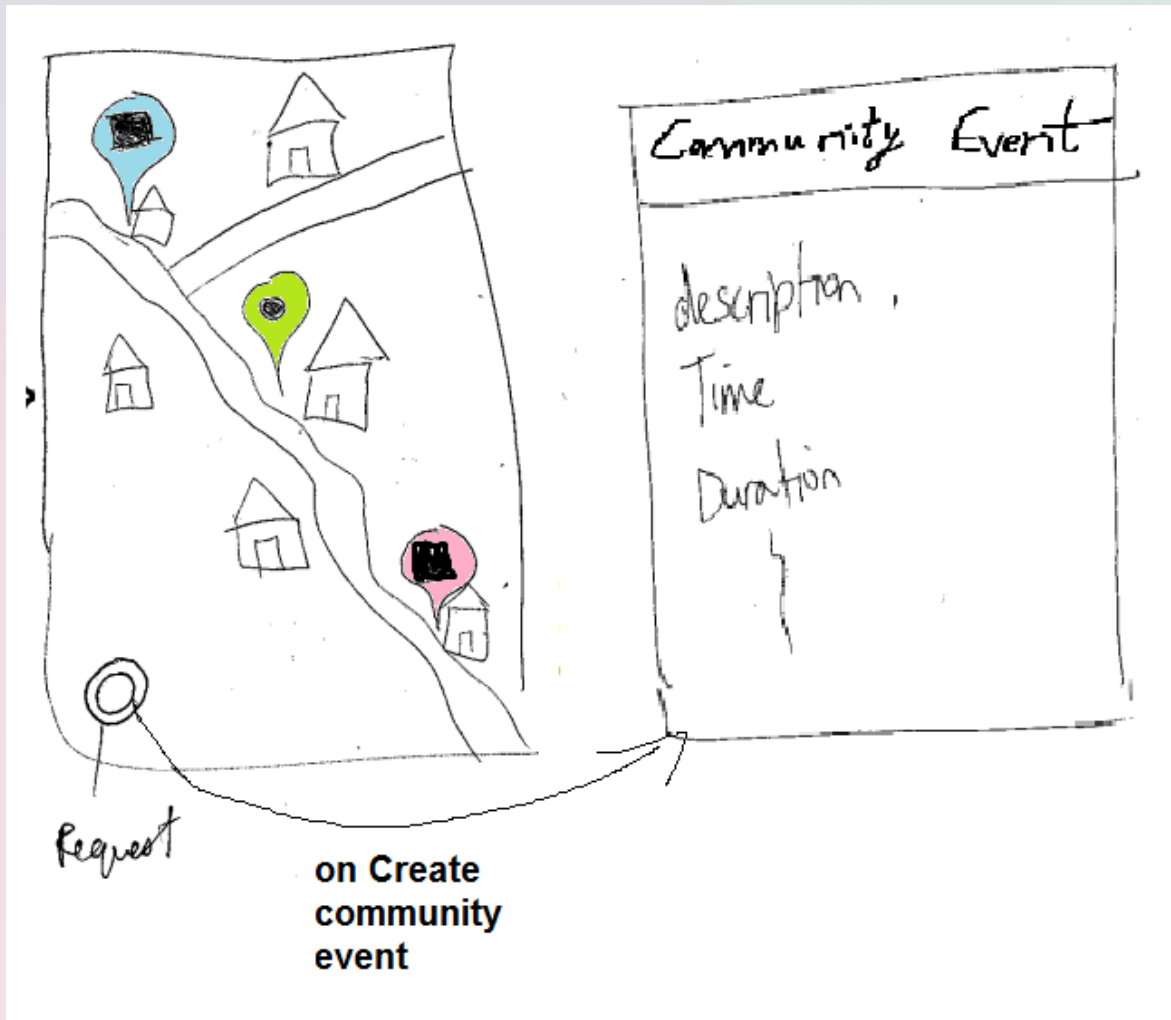 Community Event
description.
Time
Duration
Request
on Create
community
event